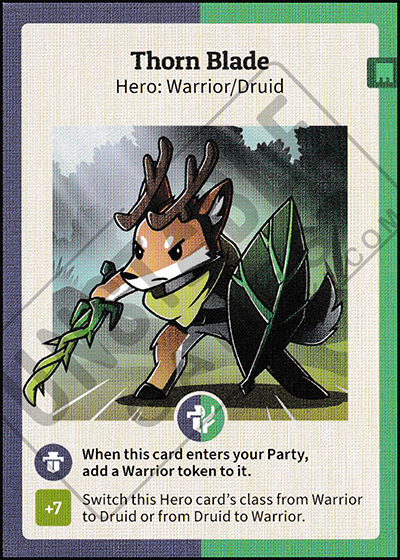 Thorn Blade
Hero: Warrior/Druid
When this card enters your Party,
add a Warrior token to it.
+7
Switch this Hero card's class from Warrior
to Druid or from Druid to Warrior.